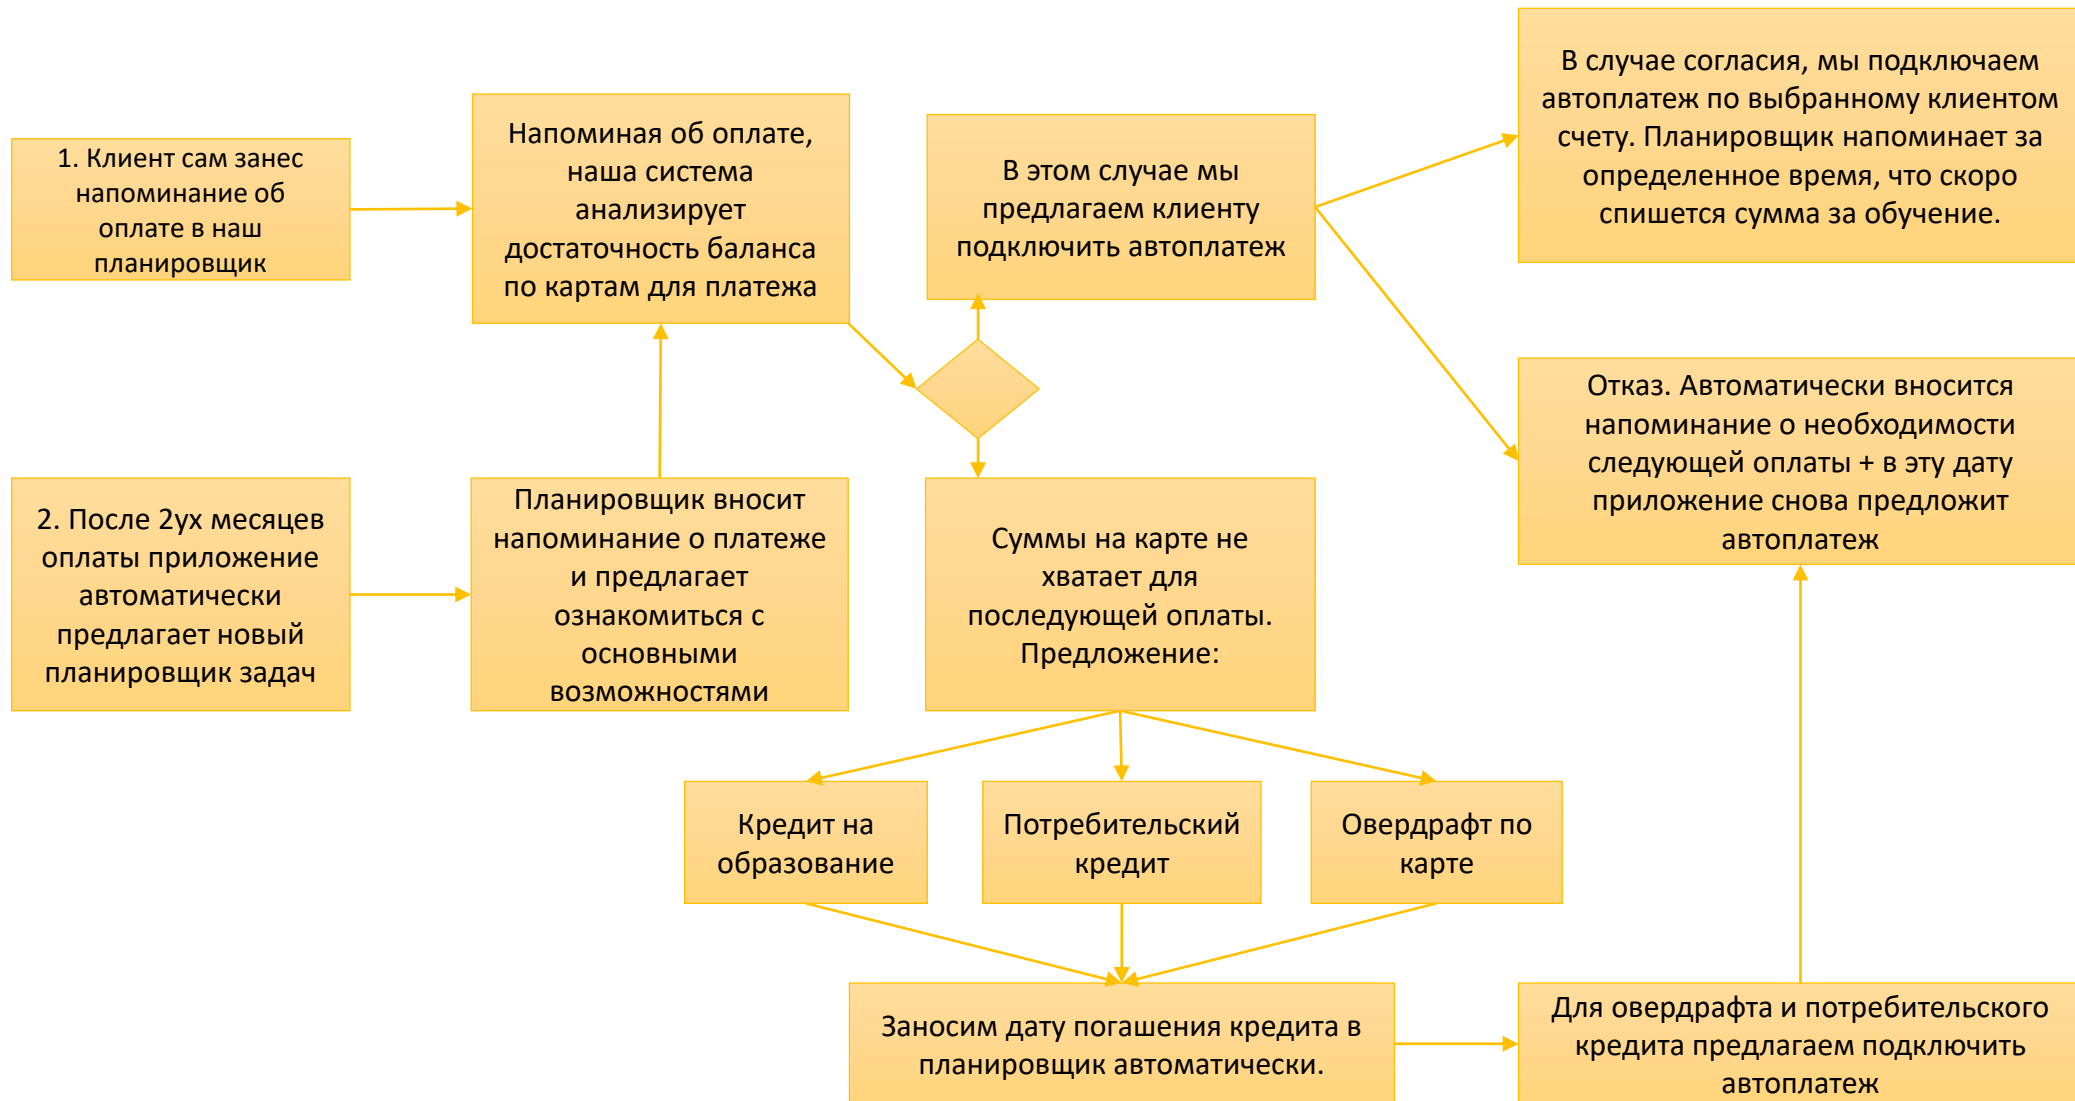 1. Клиент сам занес
напоминание об
оплате в наш
планировщик
Напоминая об оплате,
наша система
анализирует
достаточность баланса
по картам для платежа
В этом случае мы
предлагаем клиенту
подключить автоплатеж
В случае согласия, мы подключаем
автоплатеж по выбранному клиентом
счету. Планировщик напоминает за
определенное время, что скоро
спишется сумма за обучение.
Отказ. Автоматически вносится
напоминание о необходимости
следующей оплаты + в эту дату
приложение снова предложит
автоплатеж
2. После 2ух месяцев
оплаты приложение
автоматически
предлагает новый
планировщик задач
Планировщик вносит
напоминание о платеже
и предлагает
ознакомиться с
основными
возможностями
Суммы на карте не
хватает для
последующей оплаты.
Предложение:
Кредит на
образование
Потребительский
кредит
Овердрафт по
карте
Заносим дату погашения кредита в
планировщик автоматически.
Для овердрафта и потребительского
кредита предлагаем подключить
автоплатеж